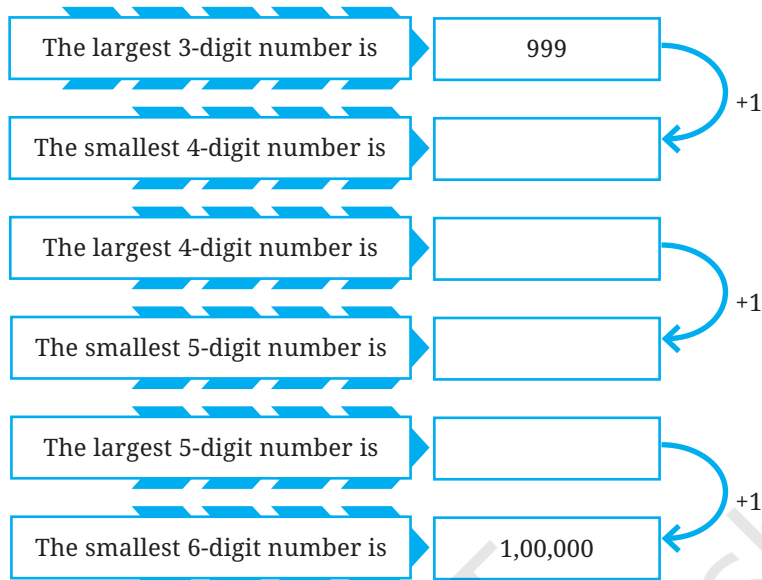 The largest 3-digit number is 999
+1
The smallest 4-digit number is
The largest 4-digit number is
+1
The smallest 5-digit number is
The largest 5-digit number is
+1
The smallest 6-digit number is 1,00,000